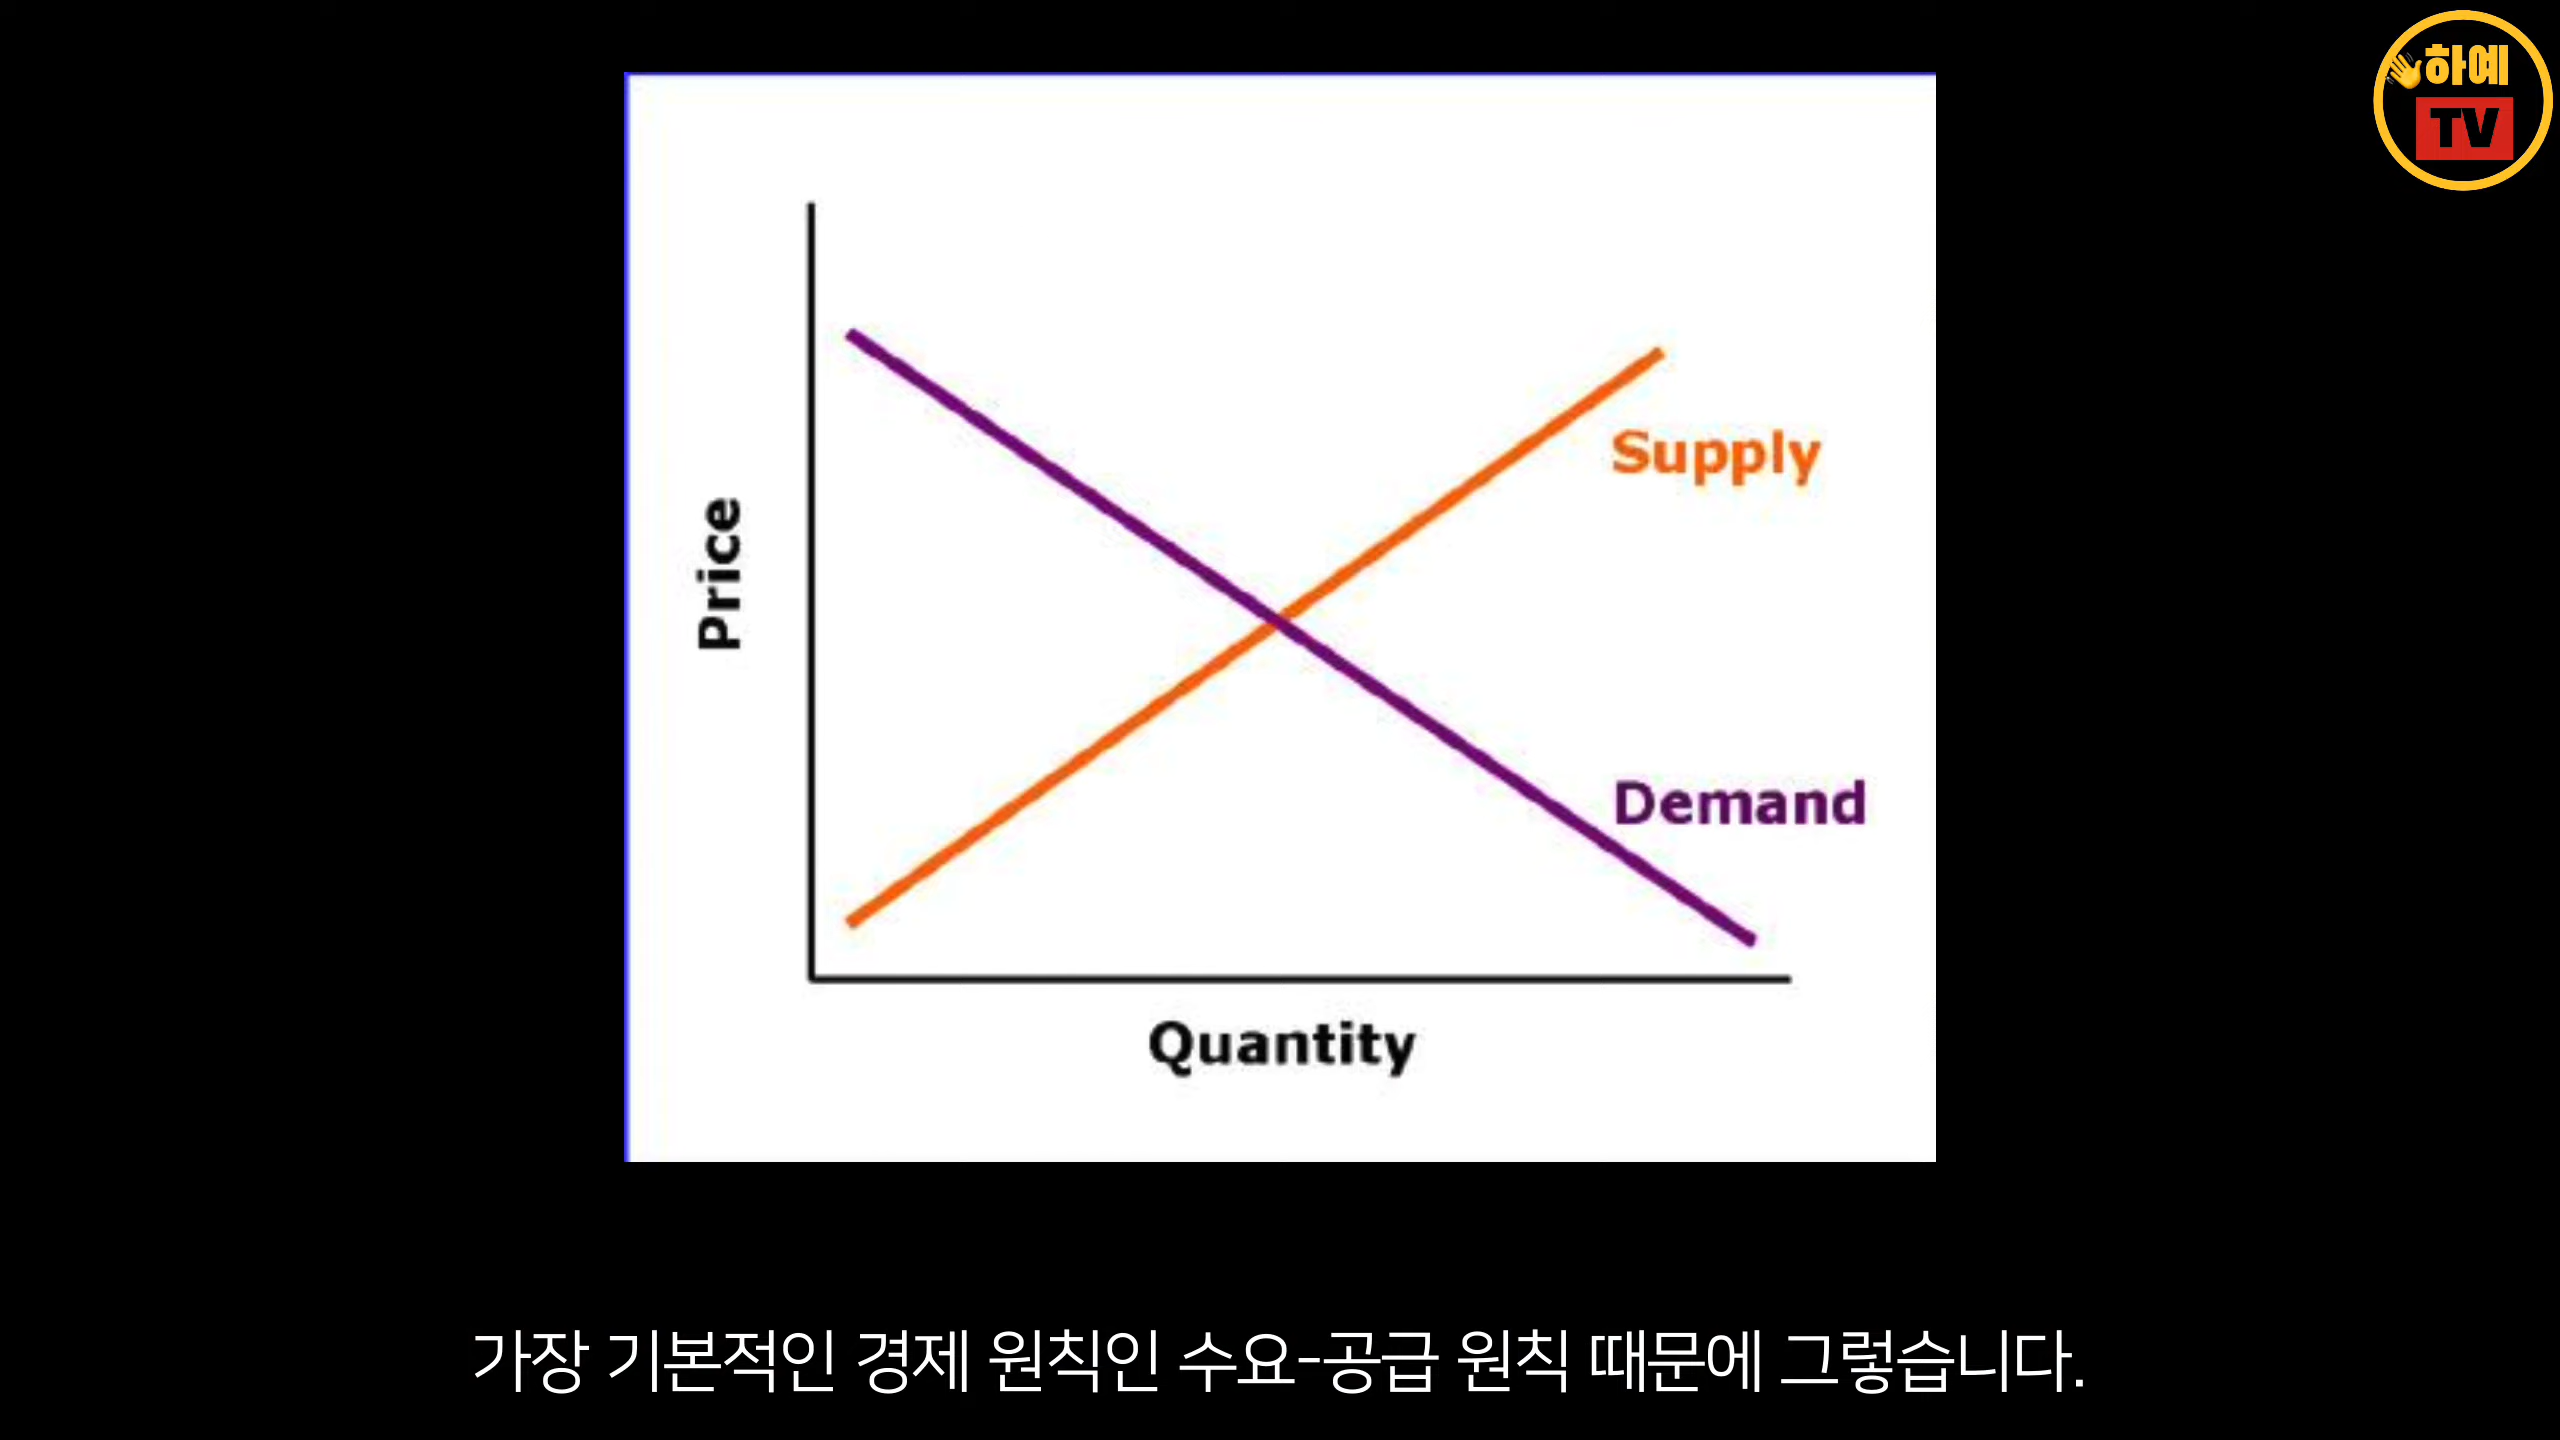 하예
TV
Supply
Price
Demand
Quantity
가장 기본적인 경제 원칙인 수요-공급 원칙 때문에 그렇습니다.